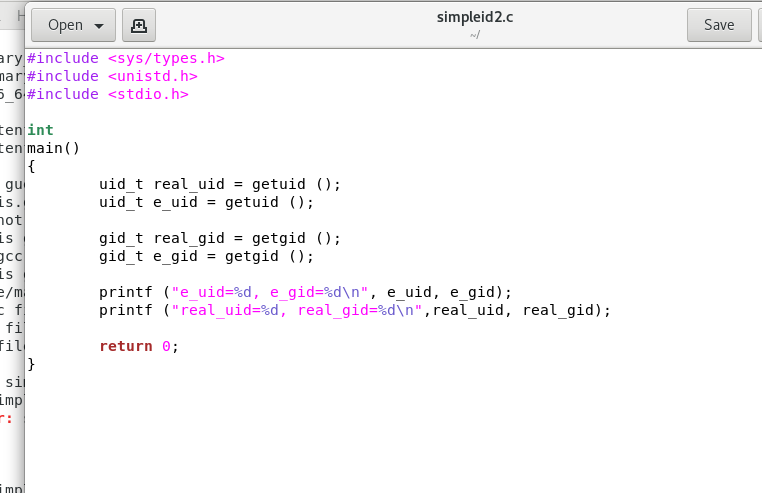 Open
simpleid2.c
~/
Save
#include <sys/types.h>
#include <unistd.h>
#include <stdio.h>
int
main()
{
uid_t real_uid = getuid ();
uid_t e_uid = getuid ();
gid_t real_gid = getgid ();
gid_t e_gid = getgid ();
printf ("e_uid=%d, e_gid=%d\n", e_uid, e_gid);
printf ("real_uid=%d, real_gid=%d\n",real_uid, real_gid);
return 0;
}